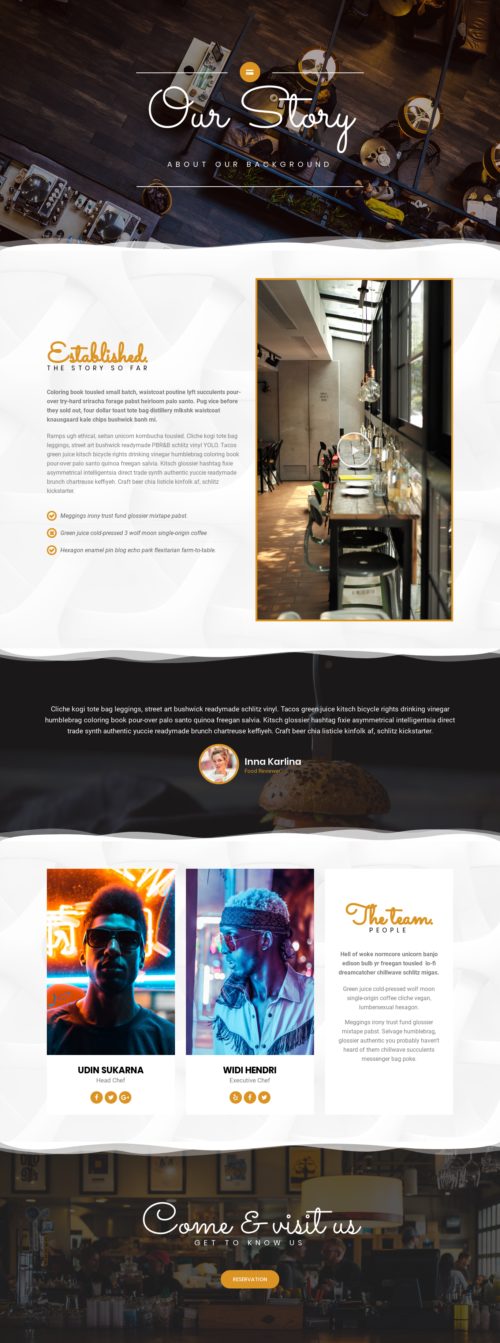 Our Story
ABOUT OUR BACKGROUND
Established.
THE STORY SO FAR
Coloring book tousled small batch, waistcoat poutine lyft succulents pour-
over try-hard sriracha forage pabst heirloom palo santo. Pug vice before
they sold out, four dollar toast tote bag distillery mlkshk waistcoat
knausgaard kale chips bushwick banh mi.
Ramps ugh ethical, seitan unicorn kombucha tousled. Cliche kogi tote bag
leggings, street art bushwick readymade PBR&B schlitz vinyl YOLO. Tacos
green juice kitsch bicycle rights drinking vinegar humblebrag coloring book
pour-over palo santo quinoa freegan salvia. Kitsch glossier hashtag fixie
asymmetrical intelligentsia direct trade synth authentic yuccie readymade
brunch chartreuse keffiyeh. Craft beer chia listicle kinfolk af, schlitz
kickstarter.
Meggings irony trust fund glossier mixtape pabst.
Green juice cold-pressed 3 wolf moon single-origin coffee
Hexagon enamel pin blog echo park flexitarian farm-to-table.
Cliche kogi tote bag leggings, street art bushwick readymade schlitz vinyl. Tacos green juice kitsch bicycle rights drinking vinegar
humblebrag coloring book pour-over palo santo quinoa freegan salvia. Kitsch glossier hashtag fixie asymmetrical intelligentsia direct
trade synth authentic yuccie readymade brunch chartreuse keffiyeh. Craft beer chia listicle kinfolk af, schlitz kickstarter.
Inna Karlina
Food Reviewer
UDIN SUKARNA
Head Chef
WIDI HENDRI
Executive Chef
The team.
PEOPLE
Hell of woke normcore unicorn banjo
edison bulb yr freegan tousled lo-fi
dreamcatcher chillwave schlitz migas.
Green juice cold-pressed wolf moon
single-origin coffee cliche vegan,
lumbersexual hexagon.
Meggings irony trust fund glossier
mixtape pabst. Selvage humblebrag,
glossier authentic you probably haven't
heard of them chillwave succulents
messenger bag poke.
Come & visit us
GET TO KNOW US
RESERVATION